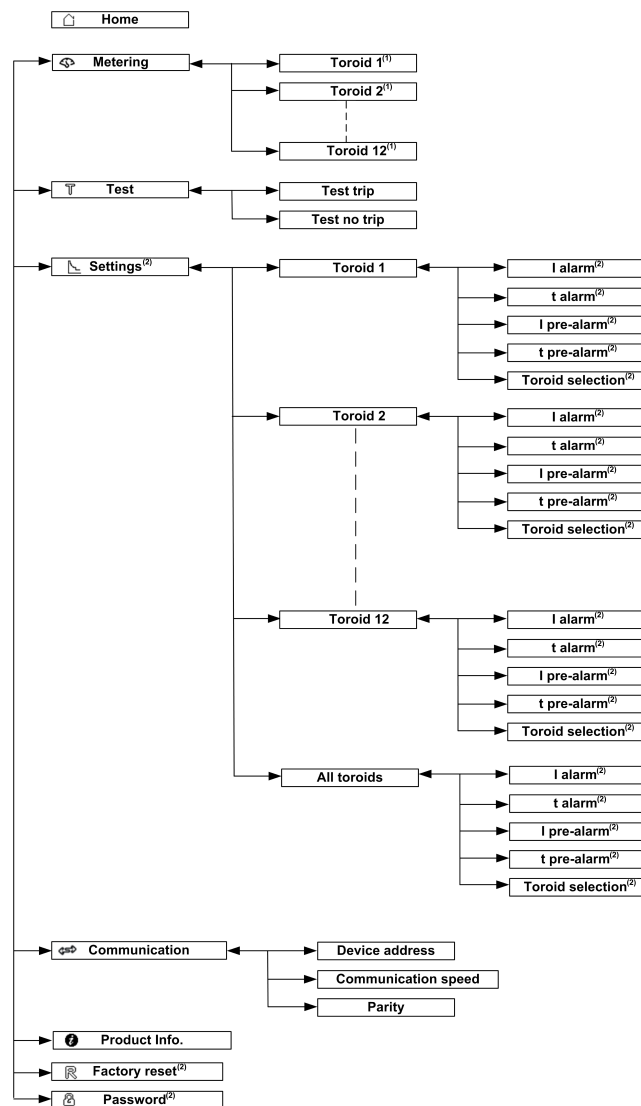 Home
Metering
Toroid 1(1)
Toroid 2(1)
Toroid 12(1)
T Test
Test trip
Test no trip
Settings(2)
Toroid 1
I alarm(2)
t alarm(2)
I pre-alarm(2)
t pre-alarm(2)
Toroid selection(2)
Toroid 2
I alarm(2)
t alarm(2)
I pre-alarm(2)
t pre-alarm(2)
Toroid selection(2)
Toroid 12
I alarm(2)
t alarm(2)
I pre-alarm(2)
t pre-alarm(2)
Toroid selection(2)
All toroids
I alarm(2)
t alarm(2)
I pre-alarm(2)
t pre-alarm(2)
Toroid selection(2)
Communication
Device address
Communication speed
Parity
i Product Info.
R Factory reset(2)
Password(2)